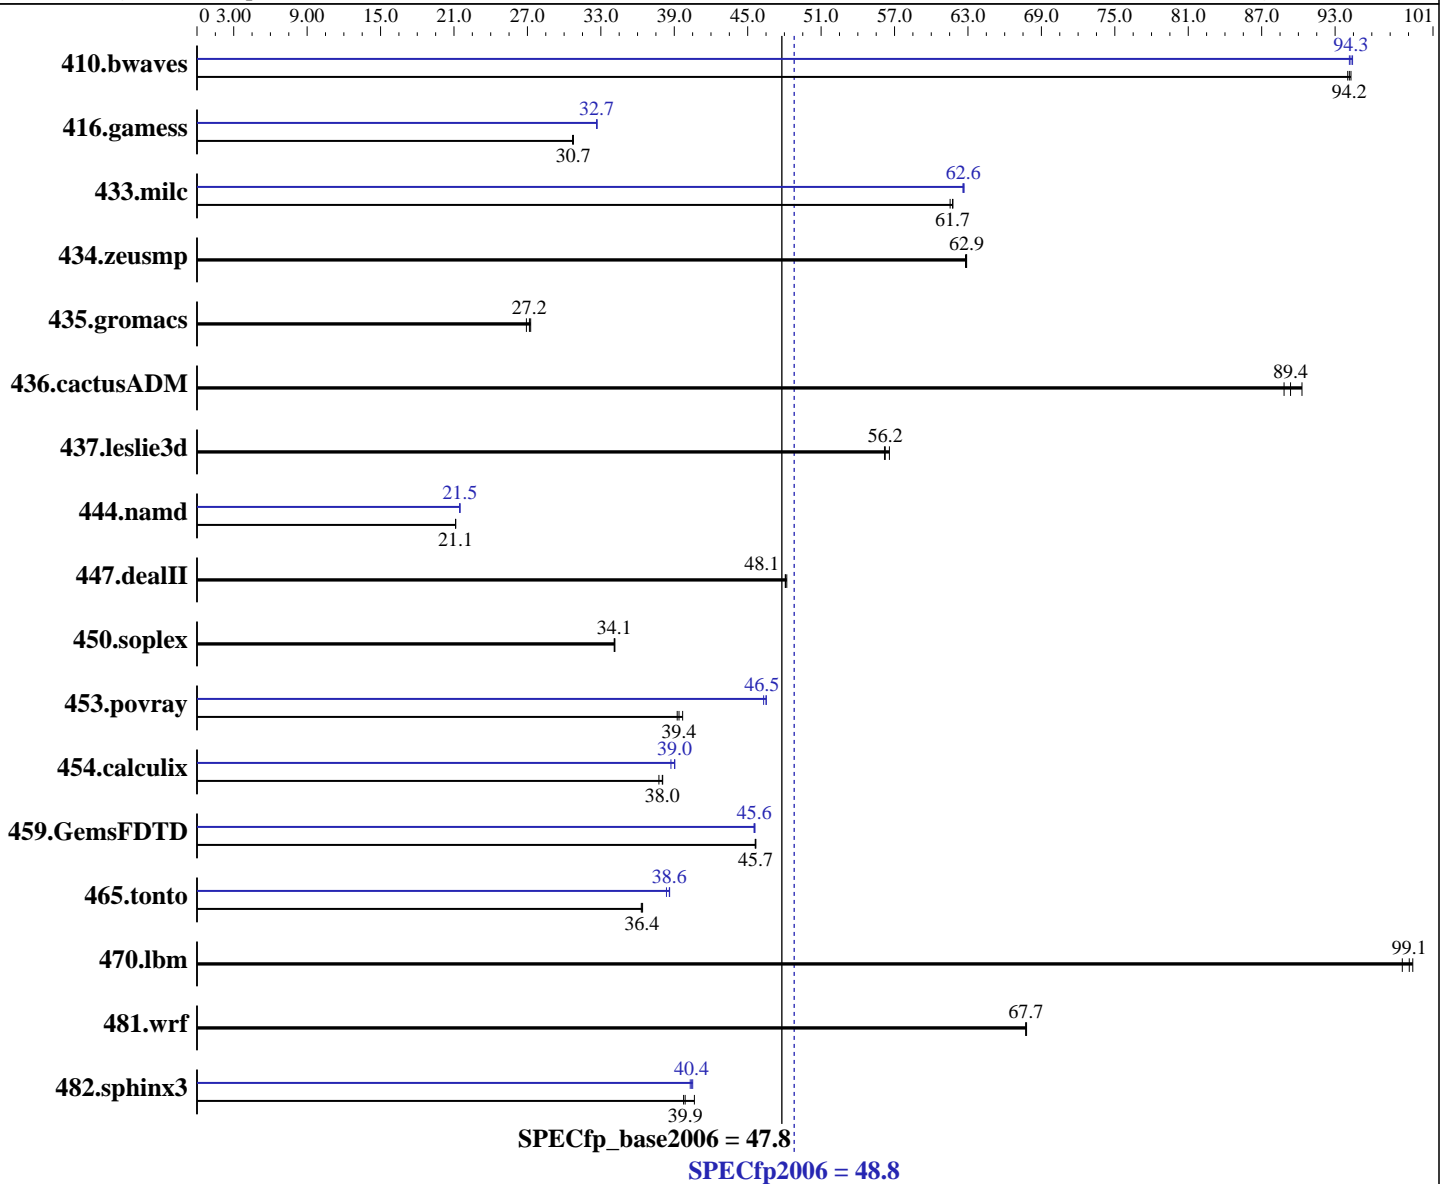 0 3.00 9.00 15.0 21.0 27.0 33.0 39.0 45.0 51.0 57.0 63.0 69.0 75.0 81.0 87.0 93.0 101
94.3
410.bwaves
94.2
32.7
416.gamess
30.7
62.6
433.milc
61.7
62.9
434.zeusmp
27.2
435.gromacs
89.4
436.cactusADM
56.2
437.leslie3d
21.5
444.namd
21.1
48.1
447.dealII
34.1
450.soplex
46.5
453.povray
39.4
39.0
454.calculix
38.0
45.6
459.GemsFDTD
45.7
38.6
465.tonto
36.4
99.1
470.lbm
67.7
481.wrf
40.4
482.sphinx3
39.9
SPECfp_base2006 = 47.8
SPECfp2006 = 48.8